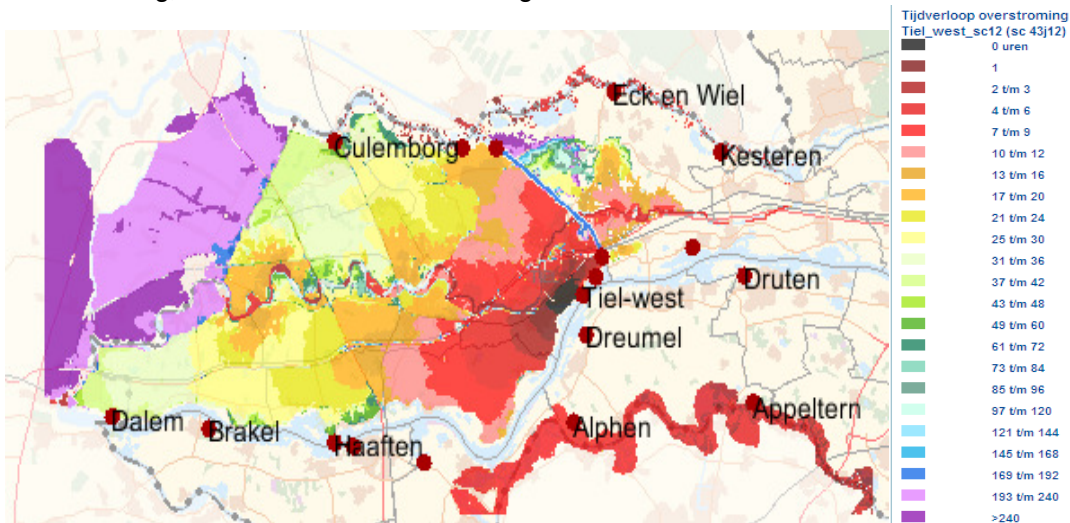 Tijdverloop overstroming
Tiel_west_sc12 (sc 43j12)
0 uren
1
2 t/m 3
4 t/m 6
7 t/m 9
10 t/m 12
13 t/m 16
17 t/m 20
21 t/m 24
25 t/m 30
31 t/m 36
37 t/m 42
43 t/m 48
49 t/m 60
61 t/m 72
73 t/m 84
85 t/m 96
97 t/m 120
121 t/m 144
145 t/m 168
169 t/m 192
193 t/m 240
>240
Eck en Wiel
Culemborg
Kesteren
Druten
Tiel-west
Dreumel
Appeltern
Dalem
Alphen
Brakel
Haaften